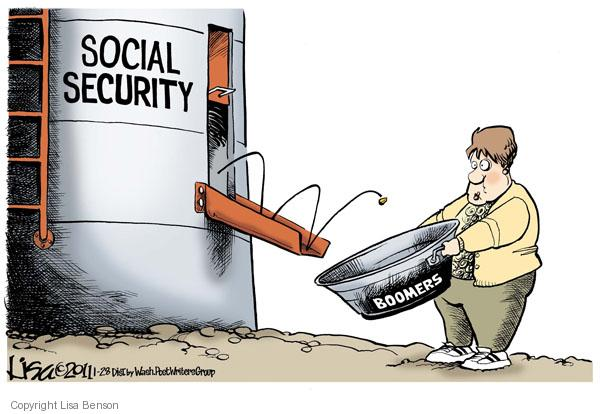 SOCIAL
SECURITY
BOOMERS
Lisa©2011 1-28 Dist by Wash.PostWritersGroup
Copyright Lisa Benson